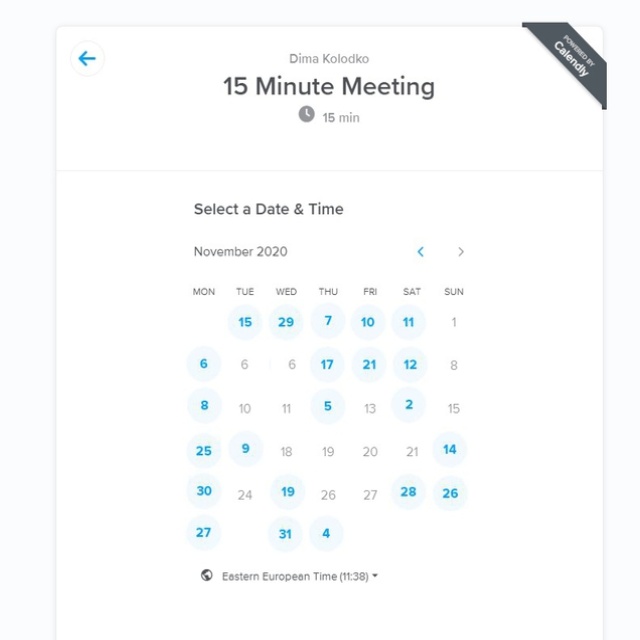 POWERED BY
Calendly
Dima Kolodko
15 Minute Meeting
15 min
Select a Date & Time
November 2020
MON TUE WED THU FRI SAT SUN
15 29 7 10 11 1
6 6 6 17 21 12 8
8 10 11 5 13 2 15
25 9 18 19 20 21 14
30 24 19 26 27 28 26
27 31 4
Eastern European Time (11:38)